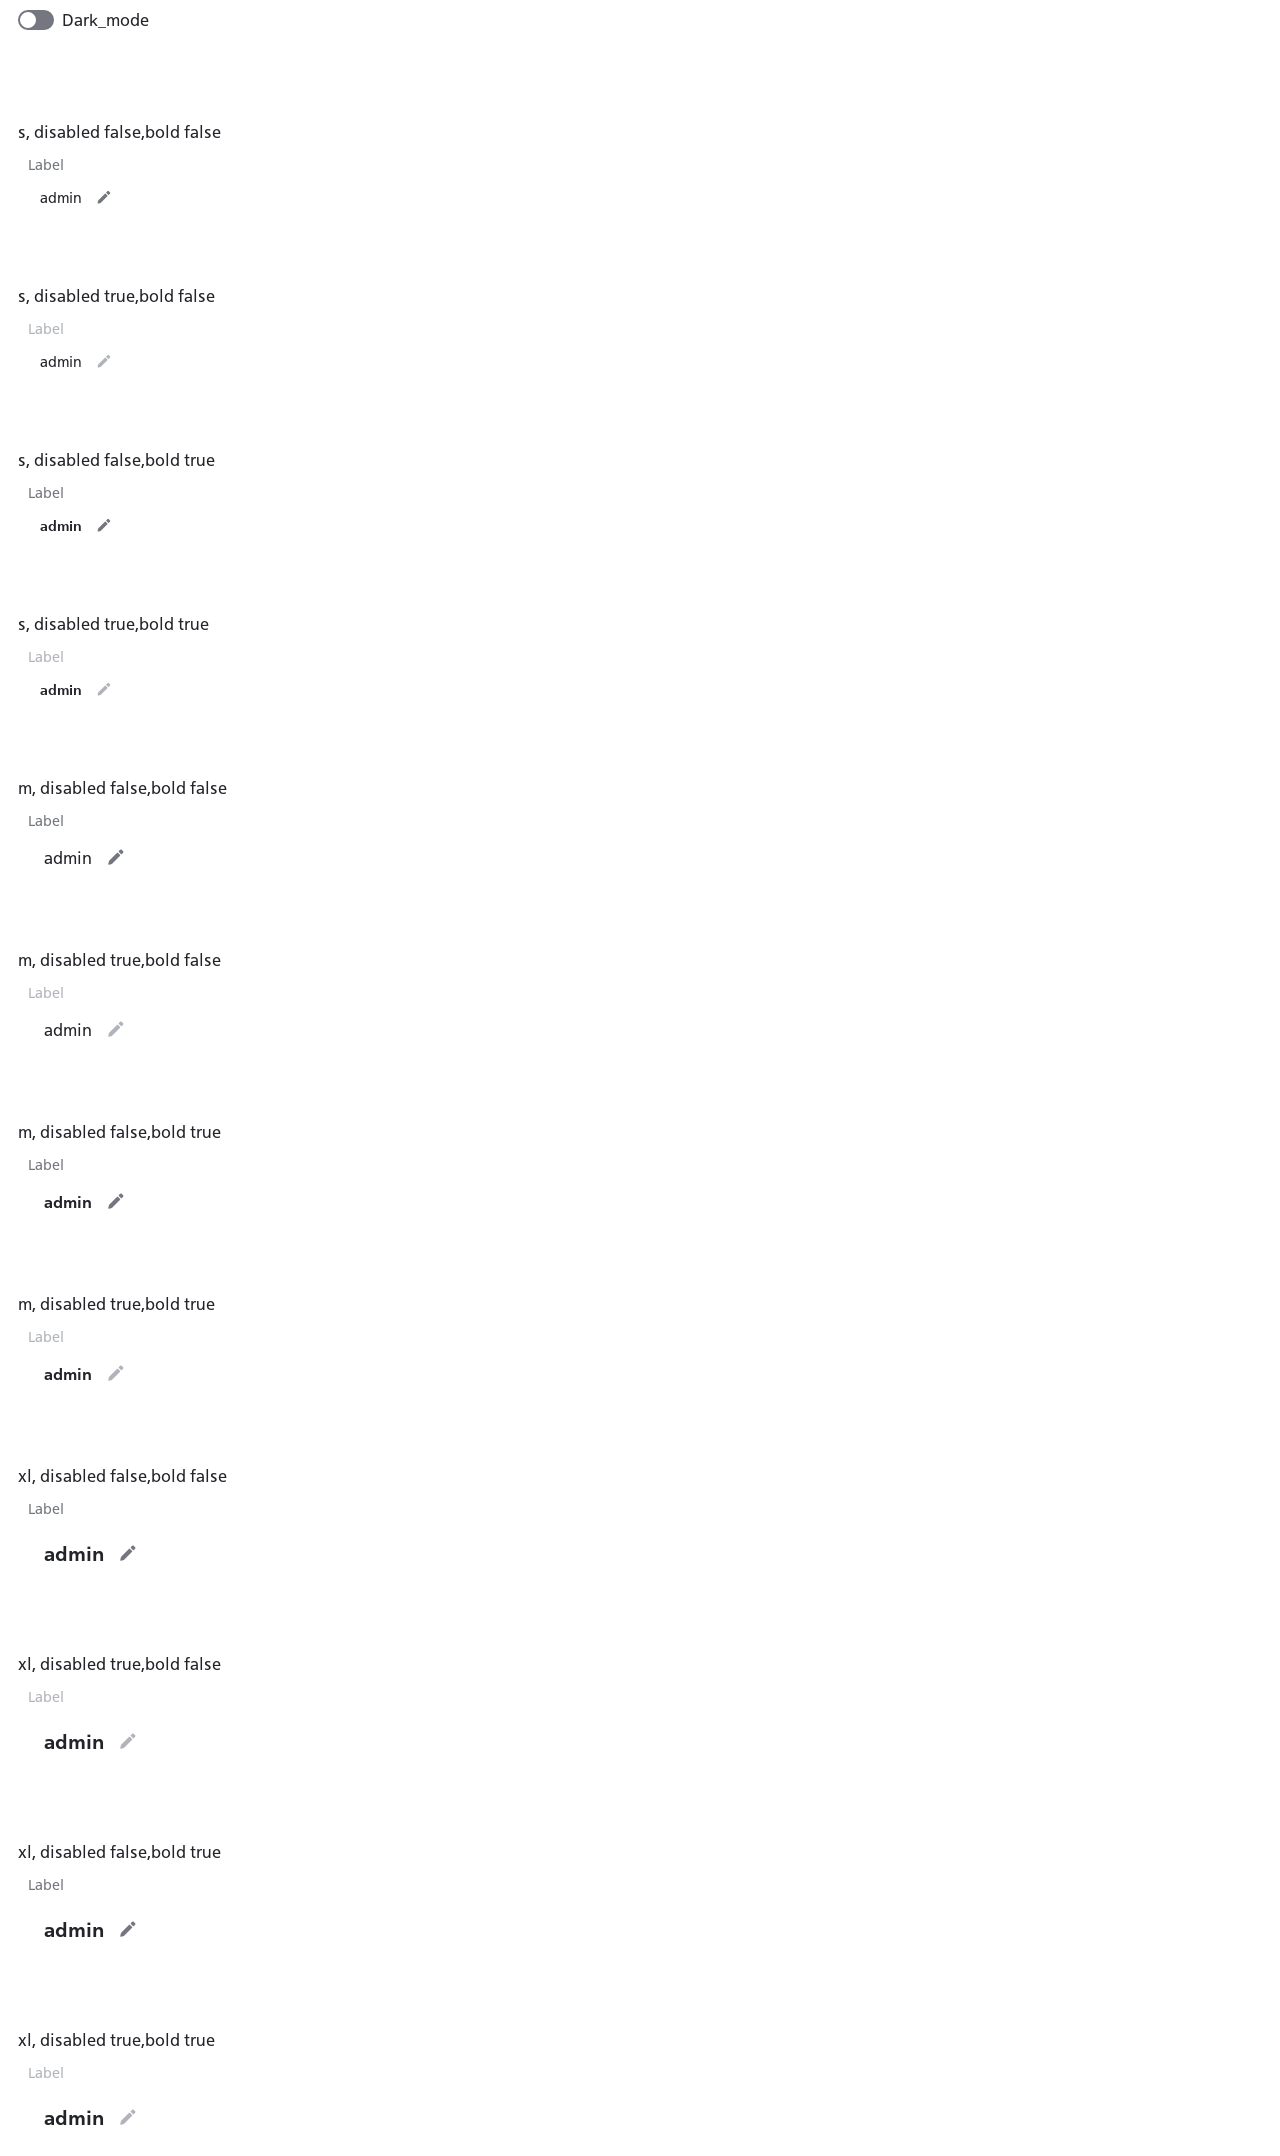 Dark_mode
s, disabled false,bold false
Label
admin
s, disabled true,bold false
Label
admin
s, disabled false,bold true
Label
admin
s, disabled true,bold true
Label
admin
m, disabled false,bold false
Label
admin
m, disabled true,bold false
Label
admin
m, disabled false,bold true
Label
admin
m, disabled true,bold true
Label
admin
xl, disabled false,bold false
Label
admin
xl, disabled true,bold false
Label
admin
xl, disabled false,bold true
Label
admin
xl, disabled true,bold true
Label
admin